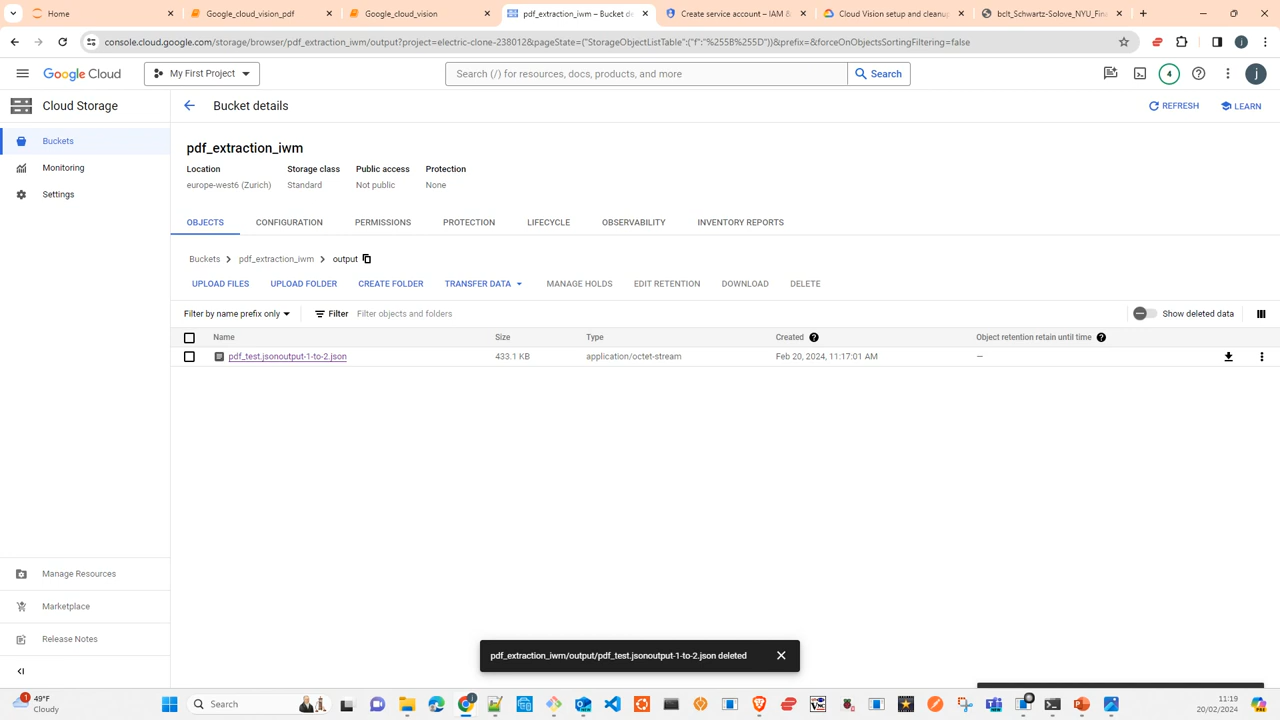 Home
Google_cloud_vision_pdf
Google_cloud_vision
pdf_extraction_iwm – Bucket de
Create service account – IAM &
Cloud Vision setup and cleanup
bclt_Schwartz-Solove_NYU_Fina
console.cloud.google.com/storage/browser/pdf_extraction_iwm/output?project=electric-clone-238012&pageState=("StorageObjectListTable":("f":"%255B%255D"))&prefix=&forceOnObjectsSortingFiltering=false
Google Cloud
My First Project
Search (/) for resources, docs, products, and more
Search
4
j
Cloud Storage
Bucket details
REFRESH
LEARN
Buckets
Monitoring
Settings
pdf_extraction_iwm
Location Storage class Public access Protection
europe-west6 (Zurich) Standard Not public None
OBJECTS CONFIGURATION PERMISSIONS PROTECTION LIFECYCLE OBSERVABILITY INVENTORY REPORTS
Buckets > pdf_extraction_iwm > output
UPLOAD FILES UPLOAD FOLDER CREATE FOLDER TRANSFER DATA MANAGE HOLDS EDIT RETENTION DOWNLOAD DELETE
Filter by name prefix only Filter Filter objects and folders Show deleted data
Name Size Type Created Object retention retain until time
pdf_test.jsonoutput-1-to-2.json 433.1 KB application/octet-stream Feb 20, 2024, 11:17:01 AM —
Manage Resources
Marketplace
Release Notes
pdf_extraction_iwm/output/pdf_test.jsonoutput-1-to-2.json deleted
1
49°F
Cloudy
Search
11:19
20/02/2024